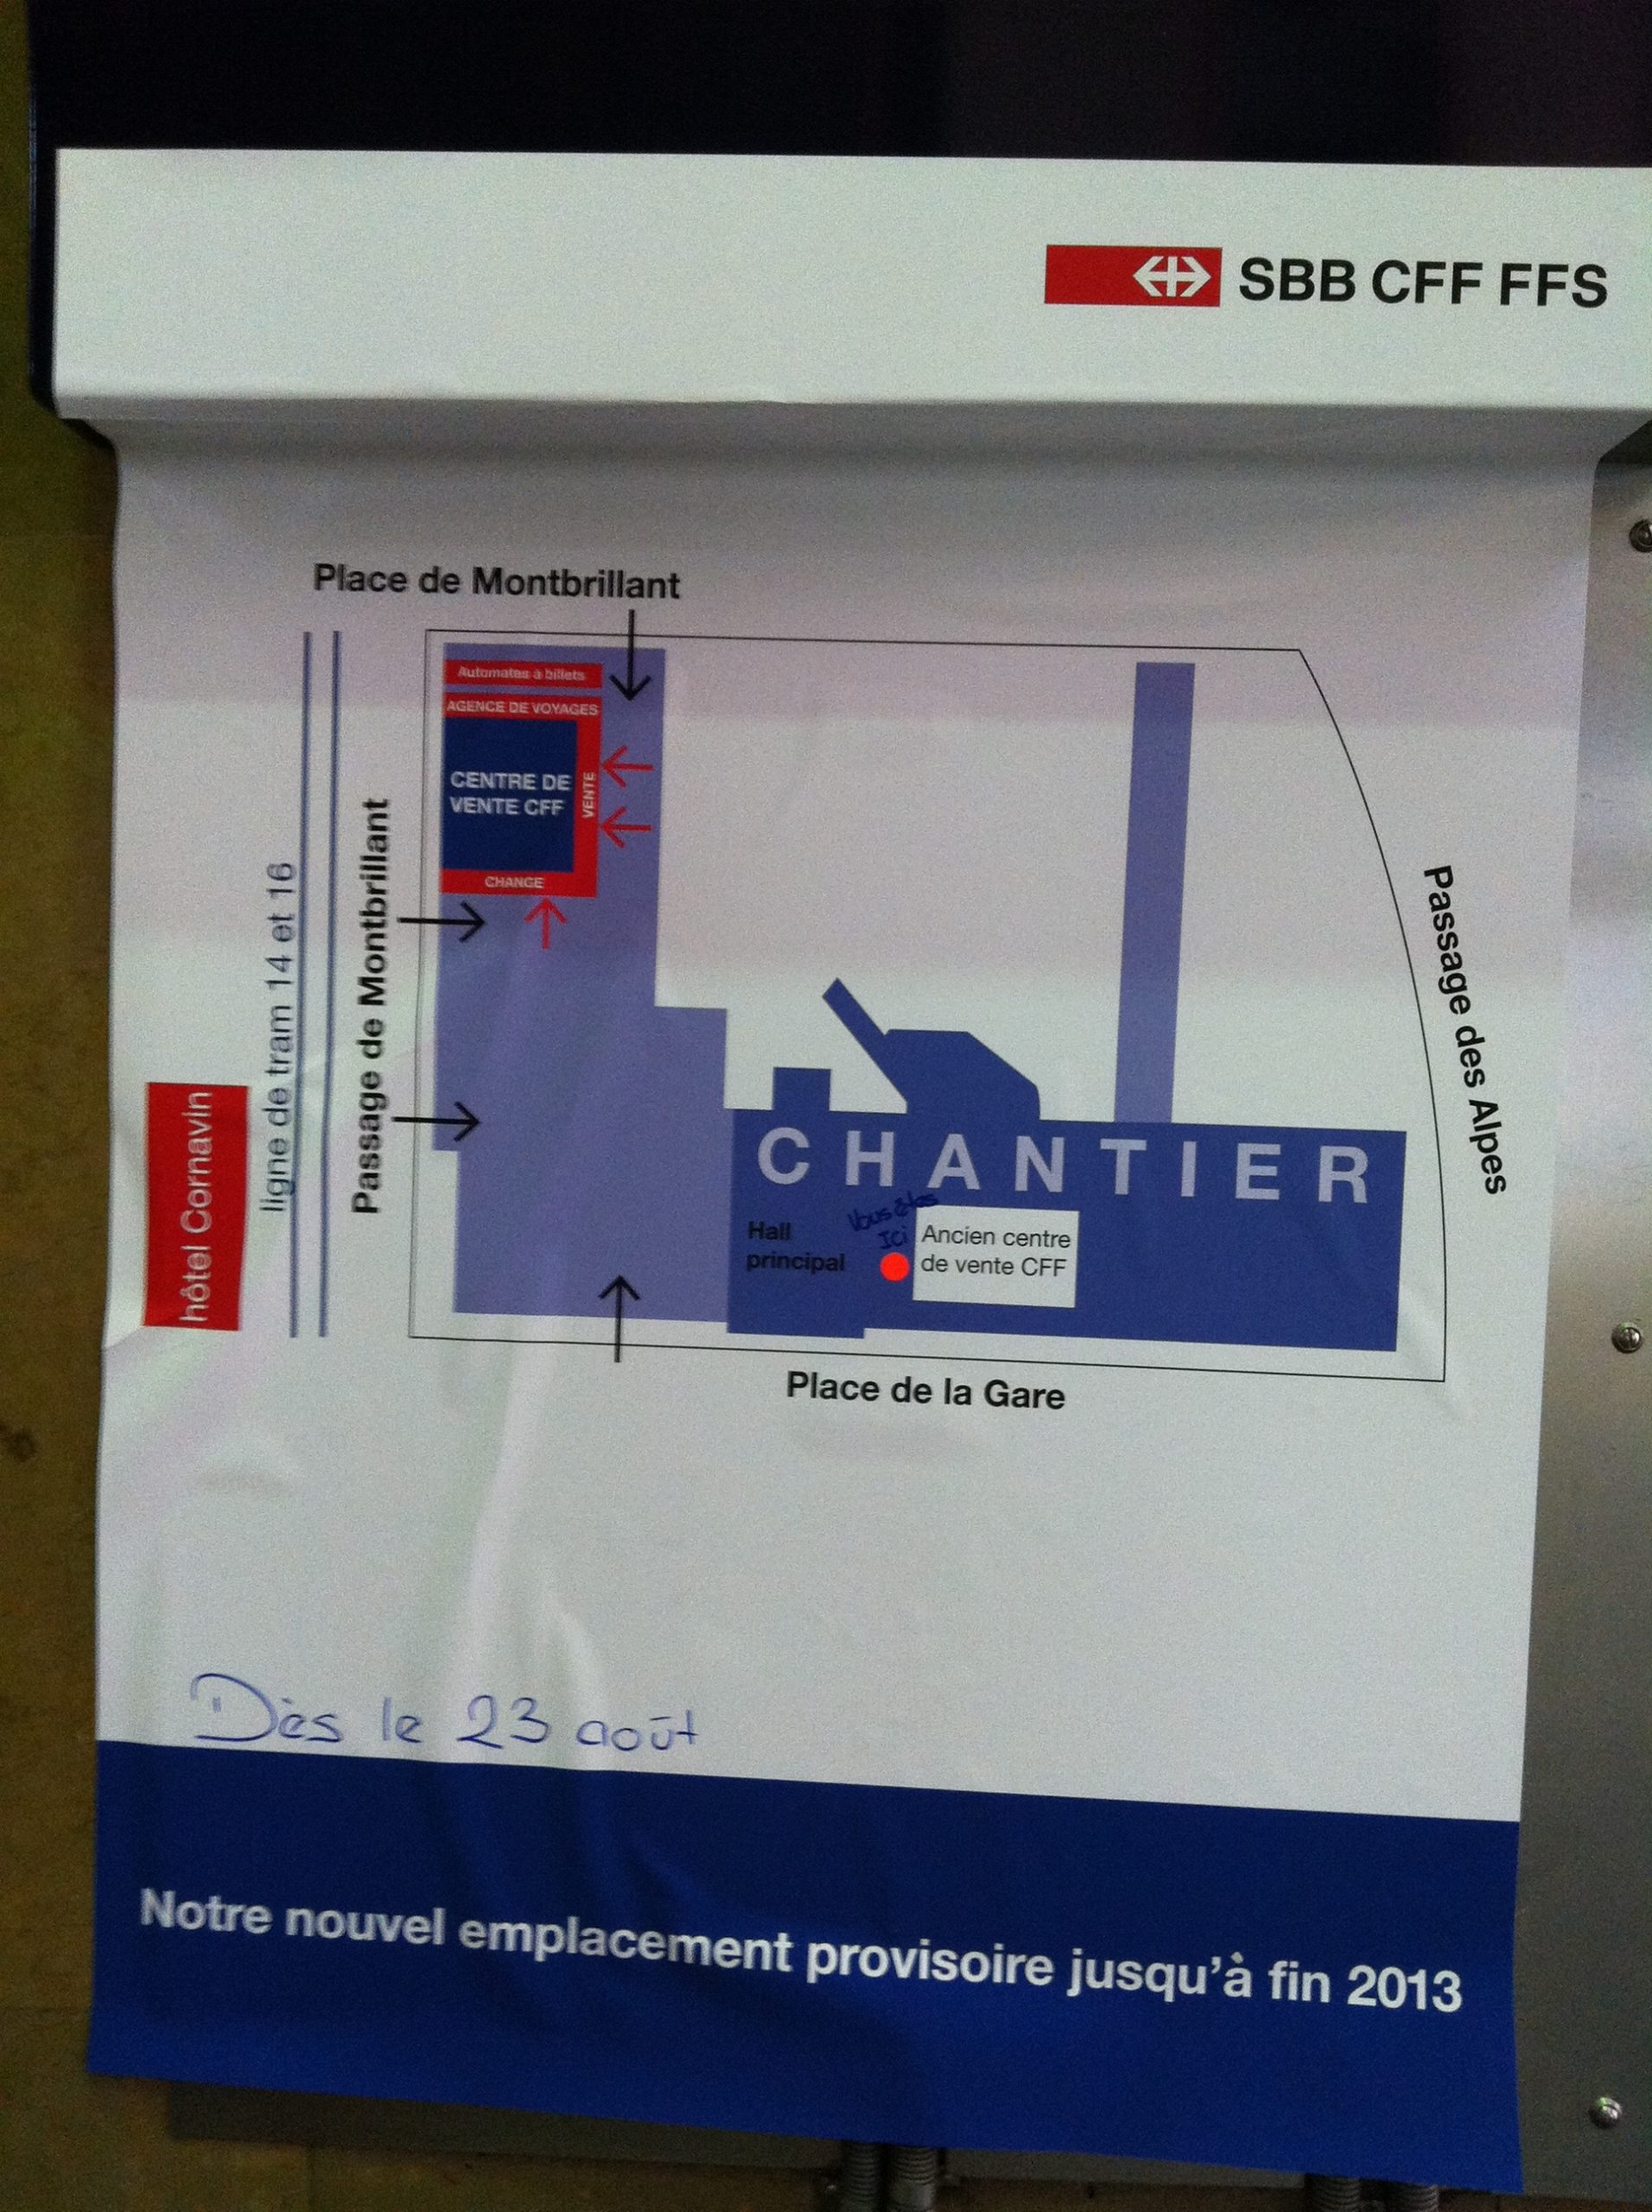 SBB CFF FFS
Place de Montbrillant
Automates à billets
AGENCE DE VOYAGES
CENTRE DE
VENTE CFF
VENTE
CHANGE
Passage de Montbrillant
ligne de tram 14 et 16
hôtel Cornavin
Passage des Alpes
CHANTIER
Hall
principal
Vous êtes
Ici
Ancien centre
de vente CFF
Place de la Gare
Dès le 23 août
Notre nouvel emplacement provisoire jusqu'à fin 2013